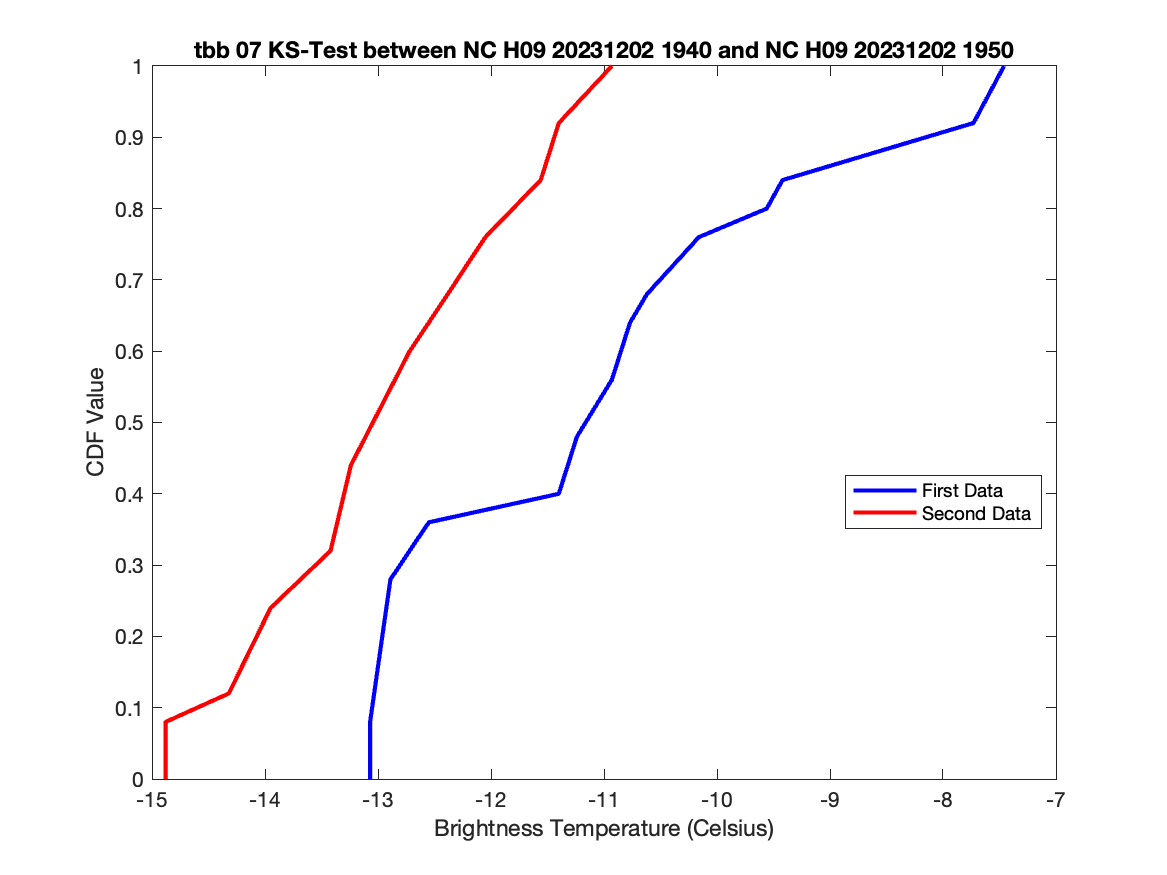 tbb 07 KS-Test between NC H09 20231202 1940 and NC H09 20231202 1950
1
0.9
0.8
0.7
0.6
0.5
0.4
0.3
0.2
0.1
0
CDF Value
First Data
Second Data
-15 -14 -13 -12 -11 -10 -9 -8 -7
Brightness Temperature (Celsius)